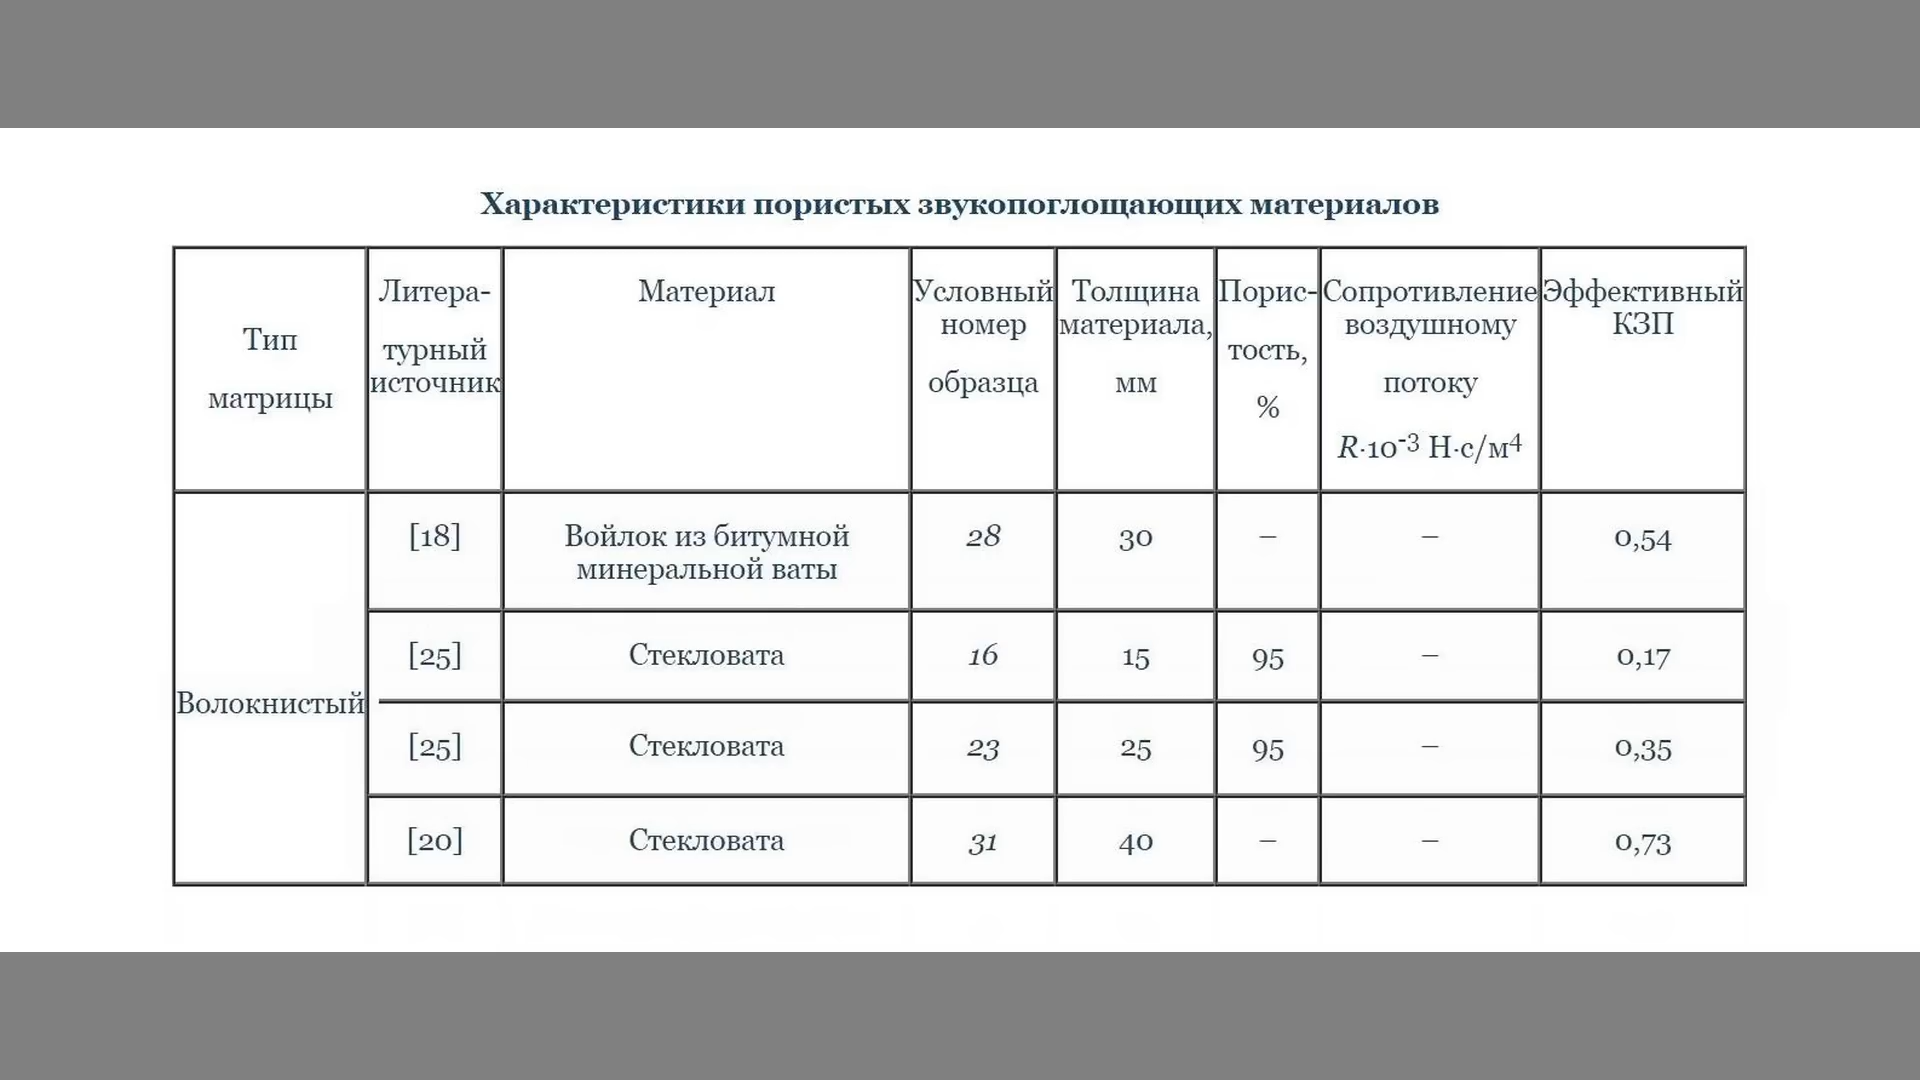 Характеристики пористых звукопоглощающих материалов
Тип
матрицы
Литера-
турный
источник
Материал
Условный
номер
образца
Толщина
материала,
мм
Порис-
тость,
%
Сопротивление
воздушному
потоку
R·10⁻³ Н·с/м⁴
Эффективный
КЗП
Волокнистый
[18] Войлок из битумной минеральной ваты 28 30 – – 0,54
[25] Стекловата 16 15 95 – 0,17
[25] Стекловата 23 25 95 – 0,35
[20] Стекловата 31 40 – – 0,73